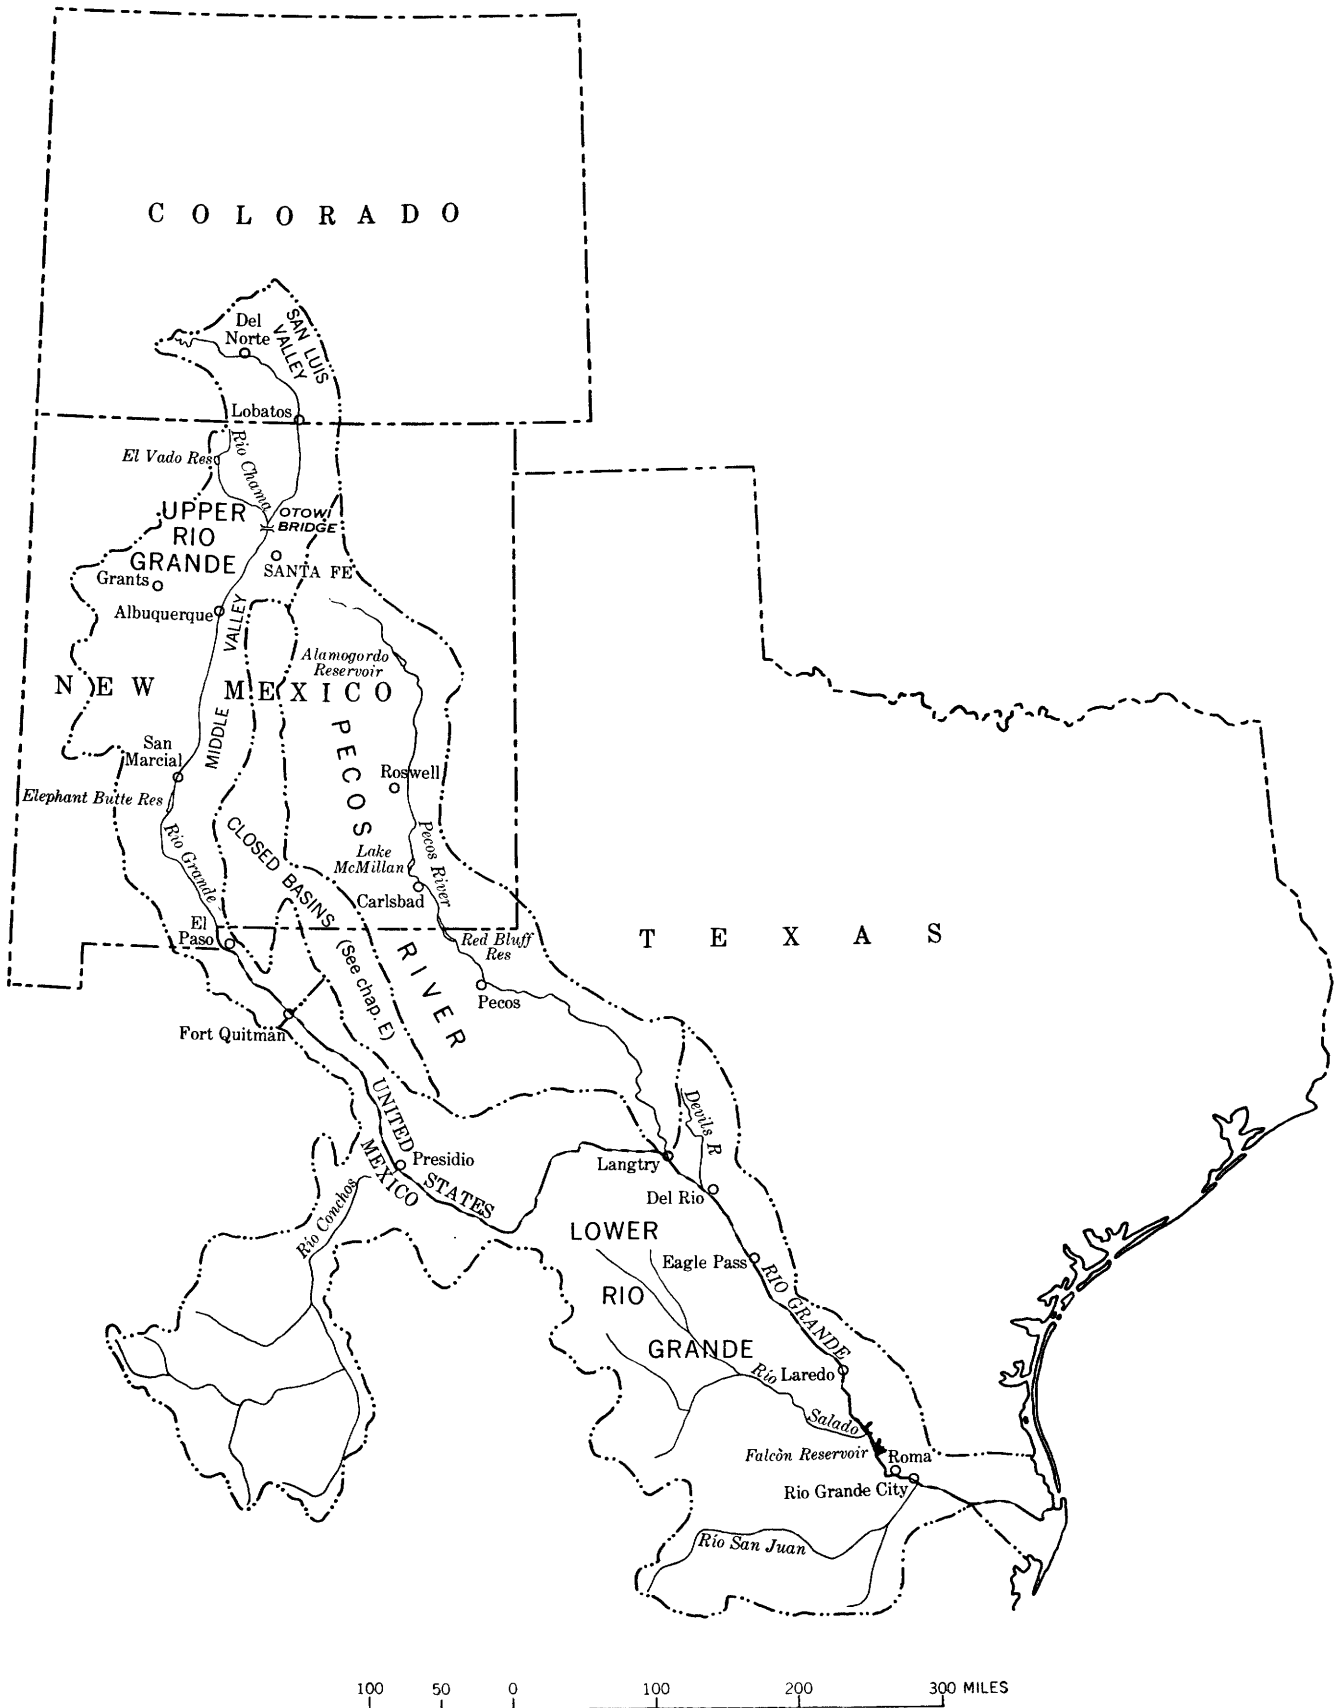 COLORADO
Del
Norte
SAN LUIS
VALLEY
Lobatos
El Vado Res
Rio Chama
UPPER
RIO
GRANDE
OTOWI
BRIDGE
SANTA FE
Grants
Albuquerque
MIDDLE VALLEY
Alamogordo
Reservoir
NEW MEXICO
San
Marcial
Elephant Butte Res
Rio Grande
PECOS RIVER
Roswell
Pecos River
Lake
McMillan
Carlsbad
CLOSED BASINS (See chap. E)
El
Paso
Red Bluff
Res
Pecos
TEXAS
Fort Quitman
UNITED STATES
MEXICO
Presidio
Rio Conchos
Devils R
Langtry
Del Rio
LOWER
RIO
GRANDE
Eagle Pass
RIO GRANDE
Laredo
Río Salado
Falcòn Reservoir
Roma
Rio Grande City
Río San Juan
100 50 0 100 200 300 MILES